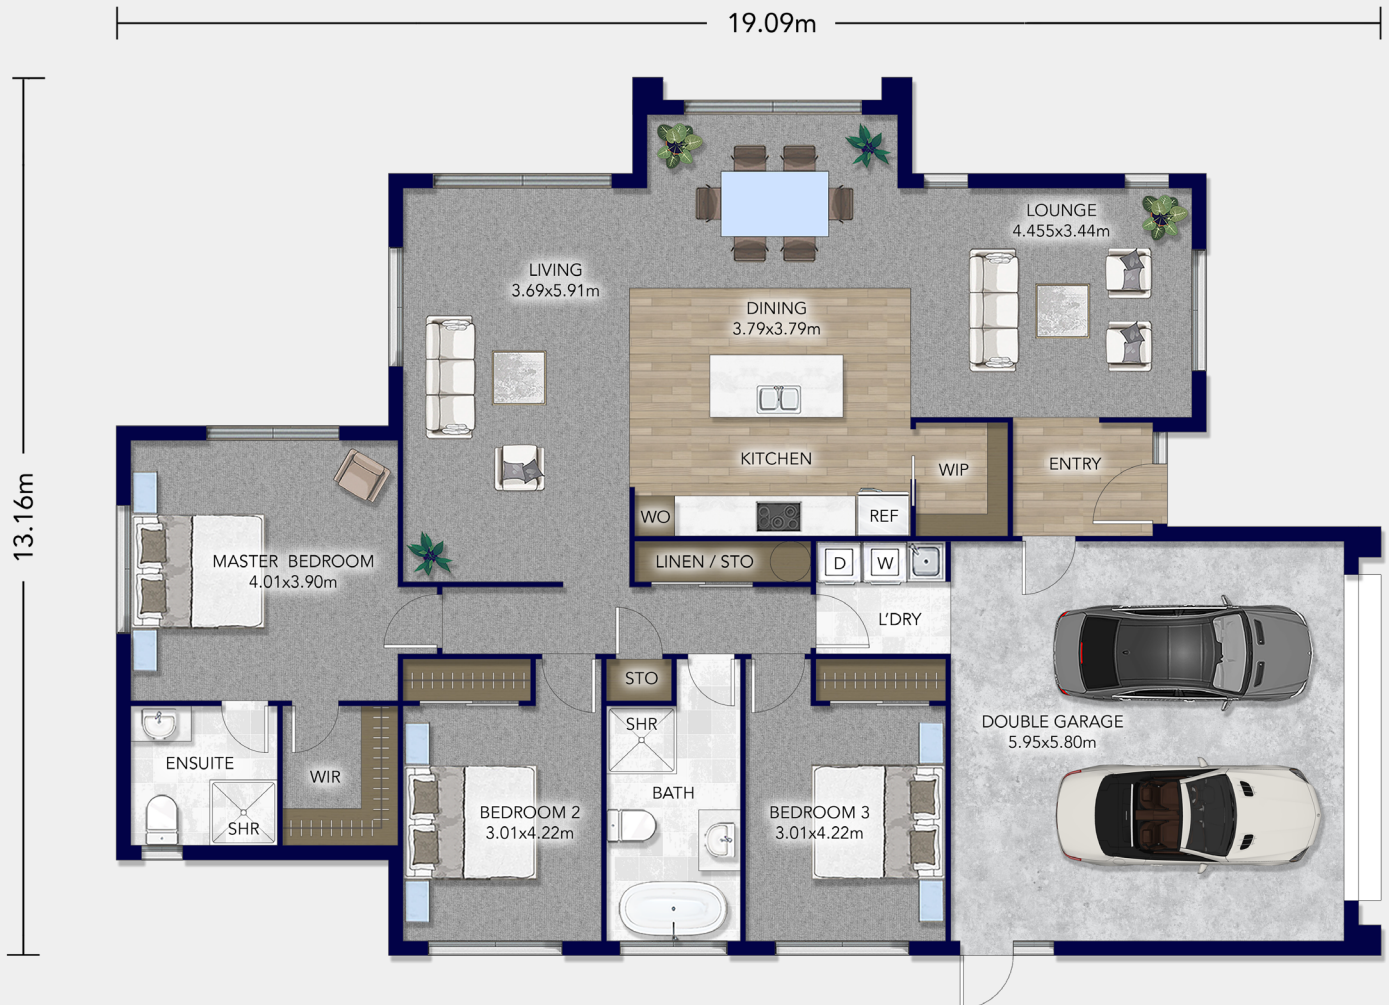 19.09m
13.16m
LOUNGE
4.455x3.44m
LIVING
3.69x5.91m
DINING
3.79x3.79m
KITCHEN
WIP
ENTRY
WO
REF
MASTER BEDROOM
4.01x3.90m
LINEN / STO
D
W
L'DRY
STO
SHR
DOUBLE GARAGE
5.95x5.80m
ENSUITE
WIR
SHR
BATH
BEDROOM 2
3.01x4.22m
BEDROOM 3
3.01x4.22m